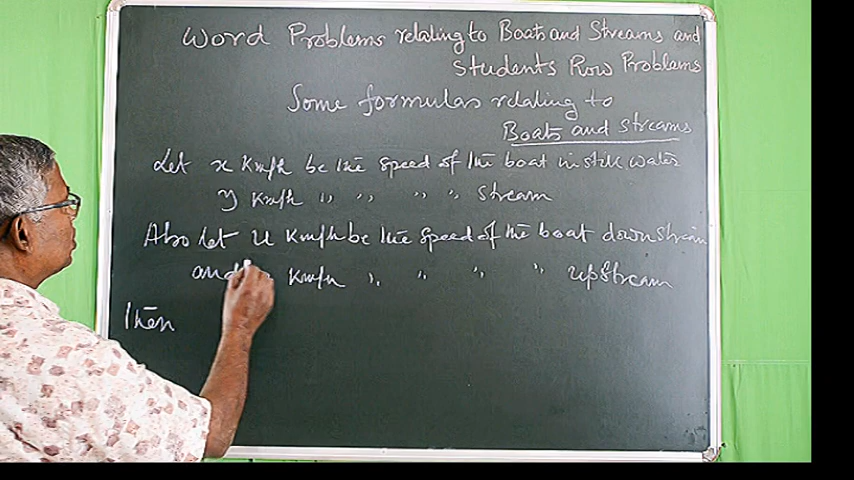 Word Problems relating to Boats and Streams and
Students Row Problems
Some formulas relating to
Boats and streams
Let x Kmph be the speed of the boat in still water
y Kmph " " " " Stream
Also let u Kmph be the speed of the boat downstream
and Kmph " " " " upstream
Then